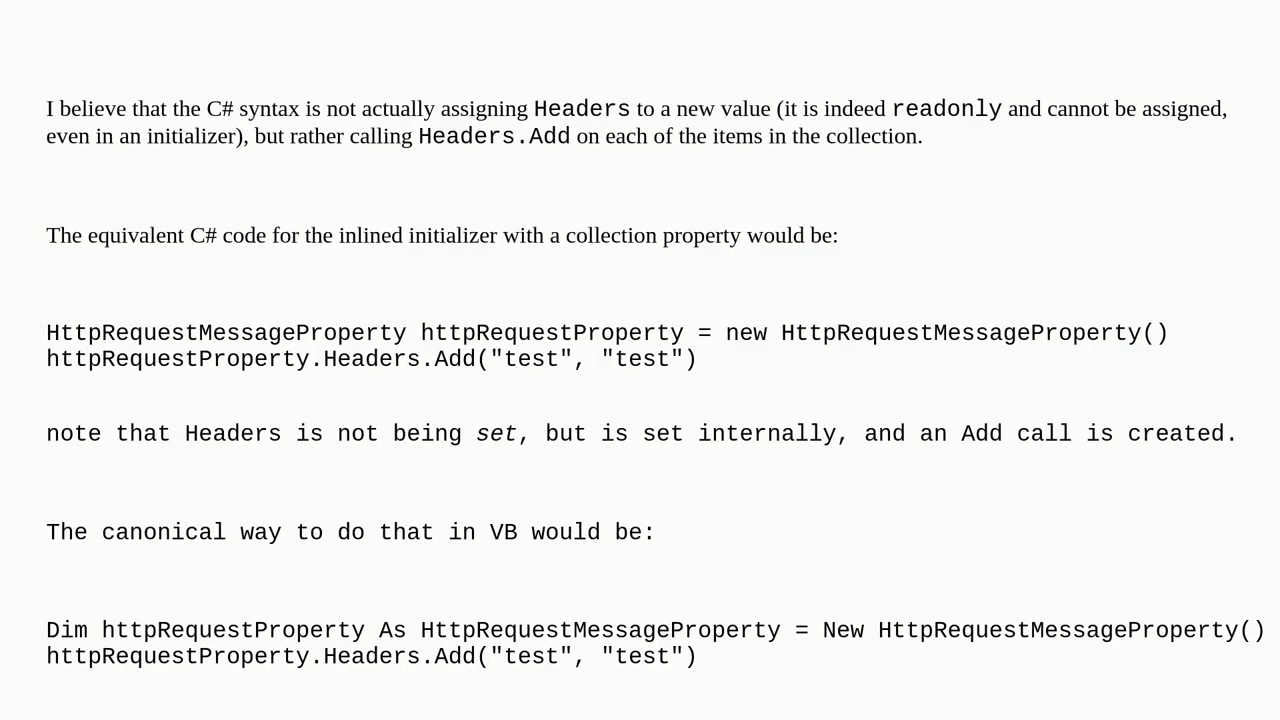 I believe that the C# syntax is not actually assigning Headers to a new value (it is indeed readonly and cannot be assigned,
even in an initializer), but rather calling Headers.Add on each of the items in the collection.
The equivalent C# code for the inlined initializer with a collection property would be:
HttpRequestMessageProperty httpRequestProperty = new HttpRequestMessageProperty()
httpRequestProperty.Headers.Add("test", "test")
note that Headers is not being set, but is set internally, and an Add call is created.
The canonical way to do that in VB would be:
Dim httpRequestProperty As HttpRequestMessageProperty = New HttpRequestMessageProperty()
httpRequestProperty.Headers.Add("test", "test")